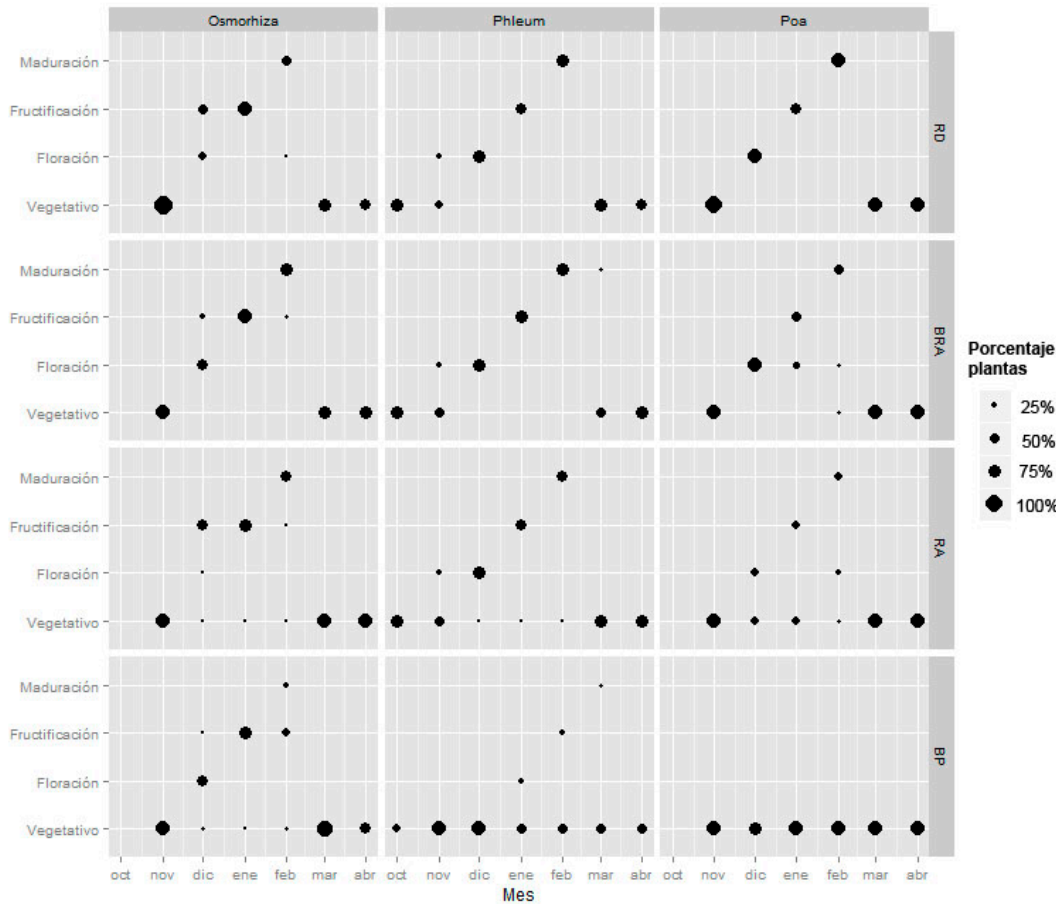 Osmorhiza Phleum Poa
Maduración
Fructificación
Floración
Vegetativo
RD
Maduración
Fructificación
Floración
Vegetativo
BRA
Maduración
Fructificación
Floración
Vegetativo
RA
Maduración
Fructificación
Floración
Vegetativo
BP
oct nov dic ene feb mar abr oct nov dic ene feb mar abr oct nov dic ene feb mar abr
Mes
Porcentaje
plantas
25%
50%
75%
100%